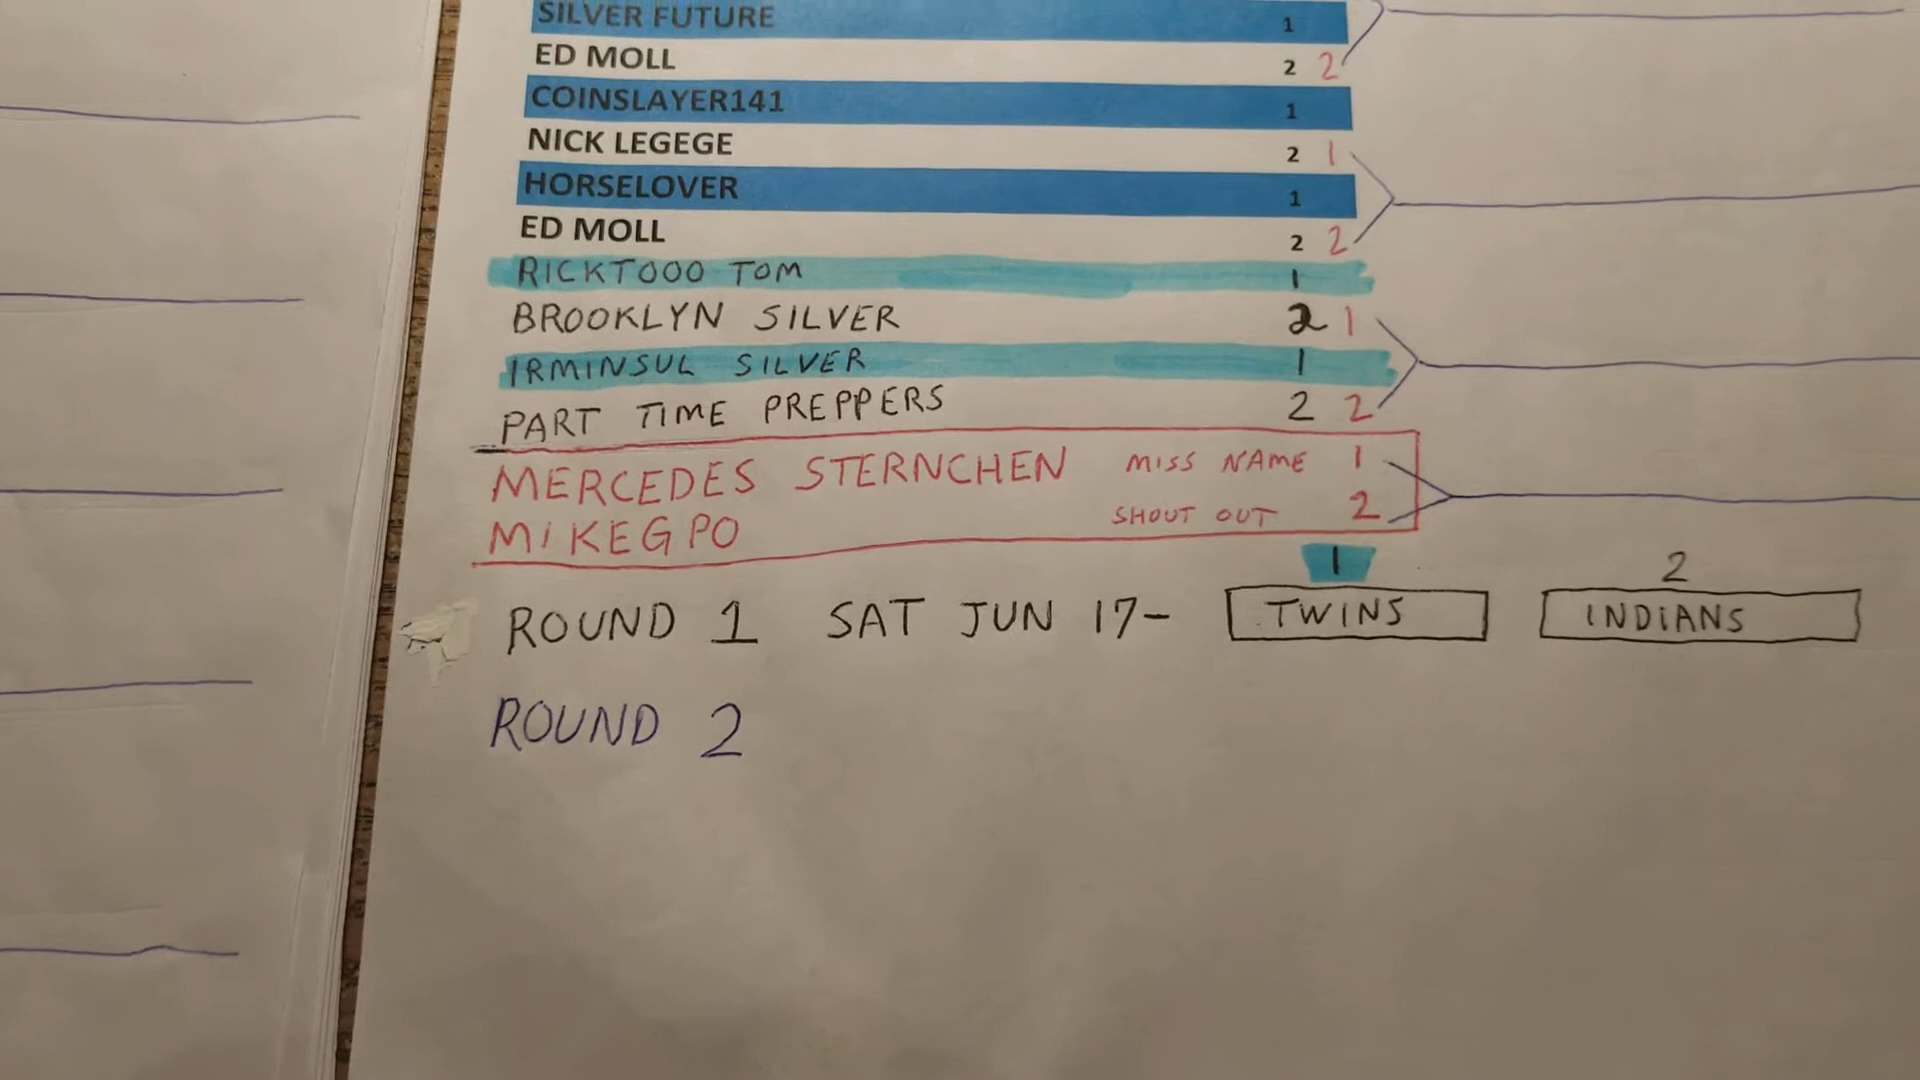 SILVER FUTURE 1
ED MOLL 2 2
COINSLAYER141 1
NICK LEGEGE 2 1
HORSELOVER 1
ED MOLL 2 2
RICKTOOO TOM 1
BROOKLYN SILVER 2 1
IRMINSUL SILVER 1
PART TIME PREPPERS 2 2
MERCEDES STERNCHEN MISS NAME 1
MIKEGPO SHOUT OUT 2
1 2
ROUND 1 SAT JUN 17- TWINS INDIANS
ROUND 2